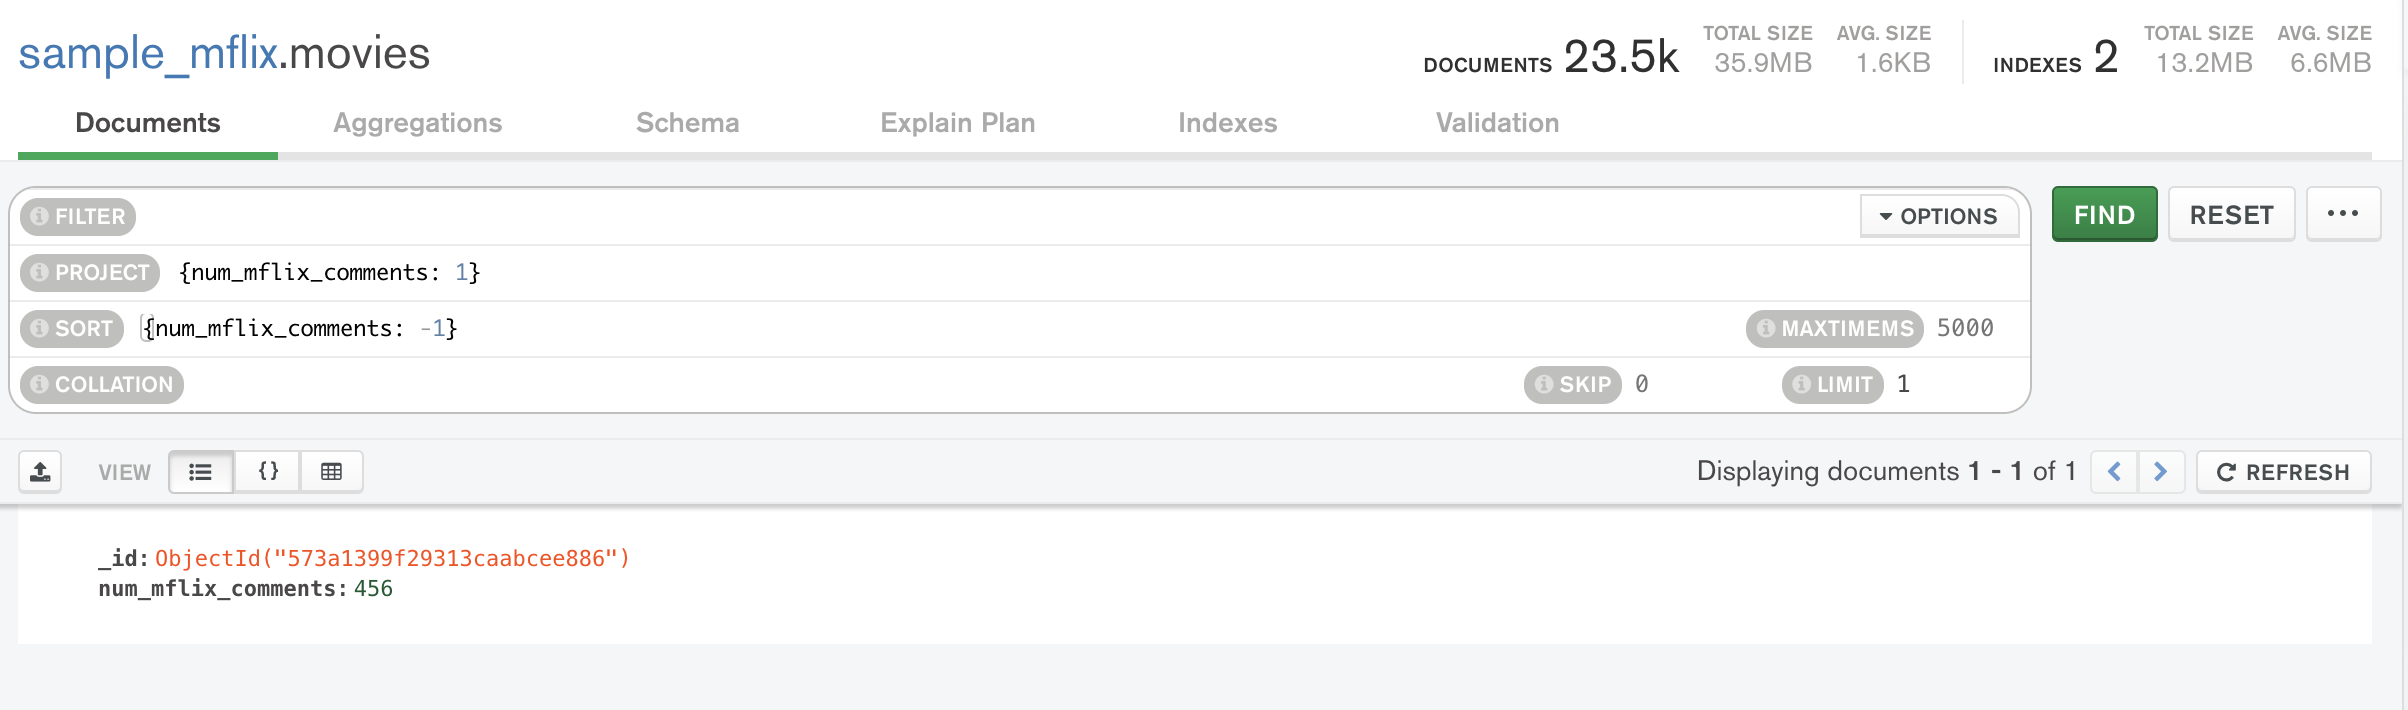 sample_mflix.movies
DOCUMENTS 23.5k TOTAL SIZE 35.9MB AVG. SIZE 1.6KB INDEXES 2 TOTAL SIZE 13.2MB AVG. SIZE 6.6MB
Documents Aggregations Schema Explain Plan Indexes Validation
FILTER OPTIONS FIND RESET ...
PROJECT {num_mflix_comments: 1}
SORT {num_mflix_comments: -1} MAXTIMEMS 5000
COLLATION SKIP 0 LIMIT 1
VIEW {} Displaying documents 1 - 1 of 1 REFRESH
_id: ObjectId("573a1399f29313caabcee886")
num_mflix_comments: 456